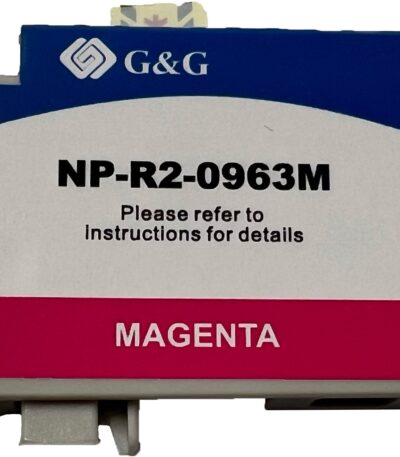 G&G
NP-R2-0963M
Please refer to
instructions for details
MAGENTA